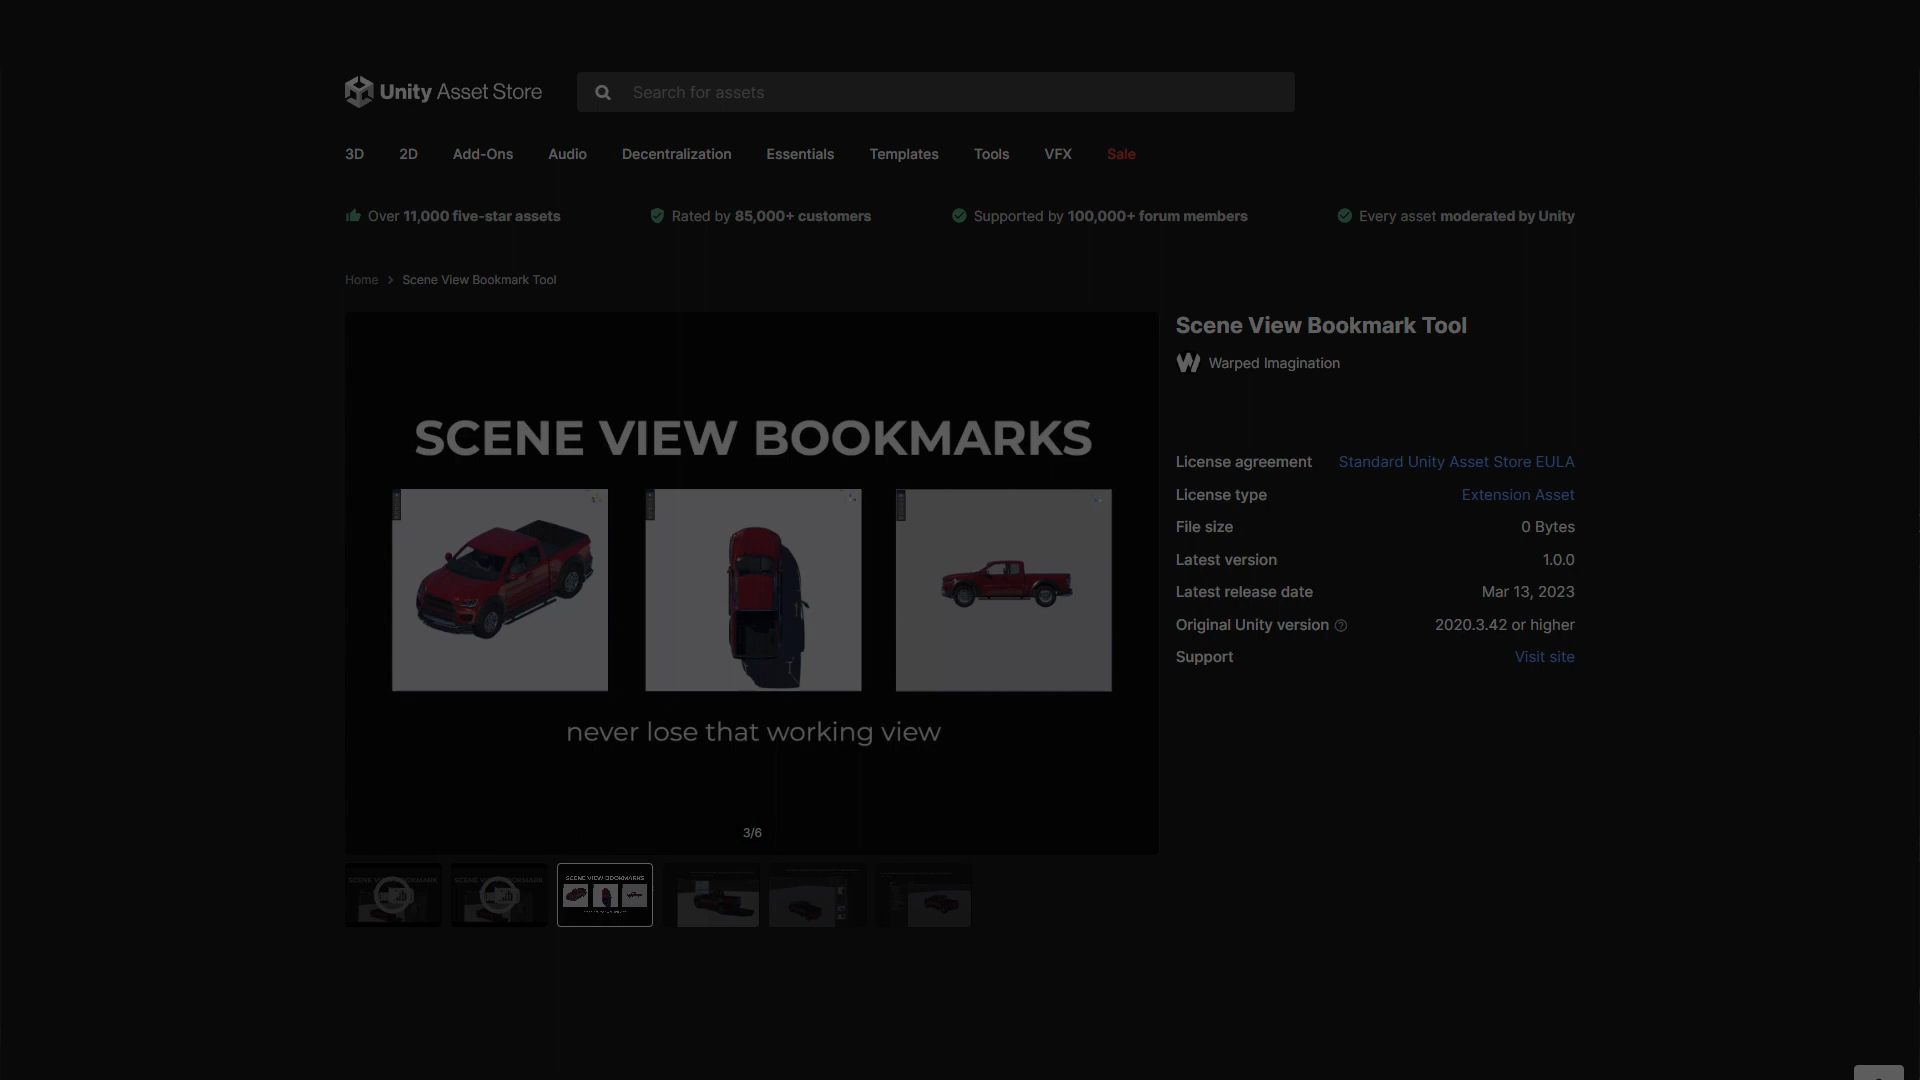 Unity Asset Store
Search for assets
3D 2D Add-Ons Audio Decentralization Essentials Templates Tools VFX Sale
Over 11,000 five-star assets Rated by 85,000+ customers Supported by 100,000+ forum members Every asset moderated by Unity
Home > Scene View Bookmark Tool
Scene View Bookmark Tool
Warped Imagination
SCENE VIEW BOOKMARKS
never lose that working view
3/6
License agreement Standard Unity Asset Store EULA
License type Extension Asset
File size 0 Bytes
Latest version 1.0.0
Latest release date Mar 13, 2023
Original Unity version 2020.3.42 or higher
Support Visit site
SCENE VIEW BOOKMARKS